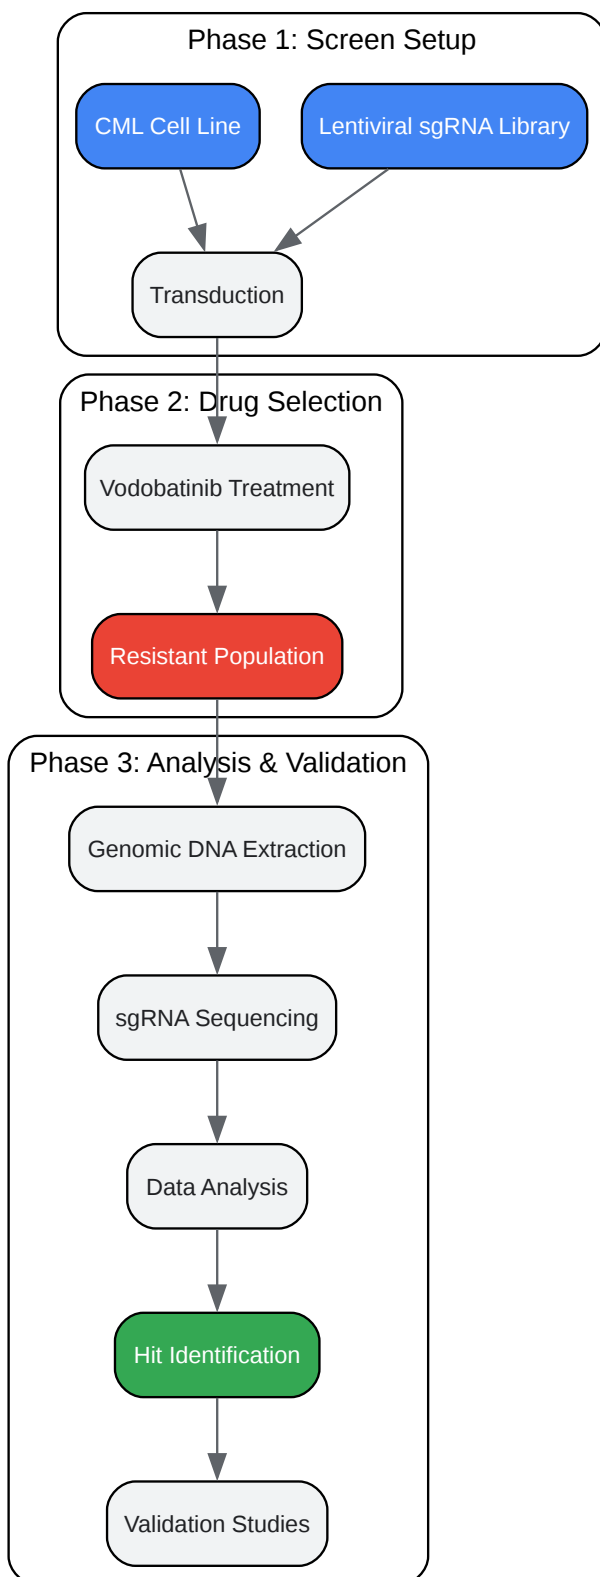 Phase 1: Screen Setup
CML Cell Line
Lentiviral sgRNA Library
Transduction
Phase 2: Drug Selection
Vodobatinib Treatment
Resistant Population
Phase 3: Analysis & Validation
Genomic DNA Extraction
sgRNA Sequencing
Data Analysis
Hit Identification
Validation Studies